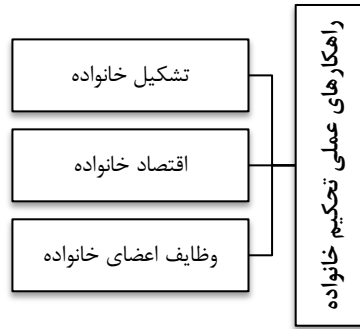 راهکارهای عملی تحکیم خانواده
تشکیل خانواده
اقتصاد خانواده
وظایف اعضای خانواده